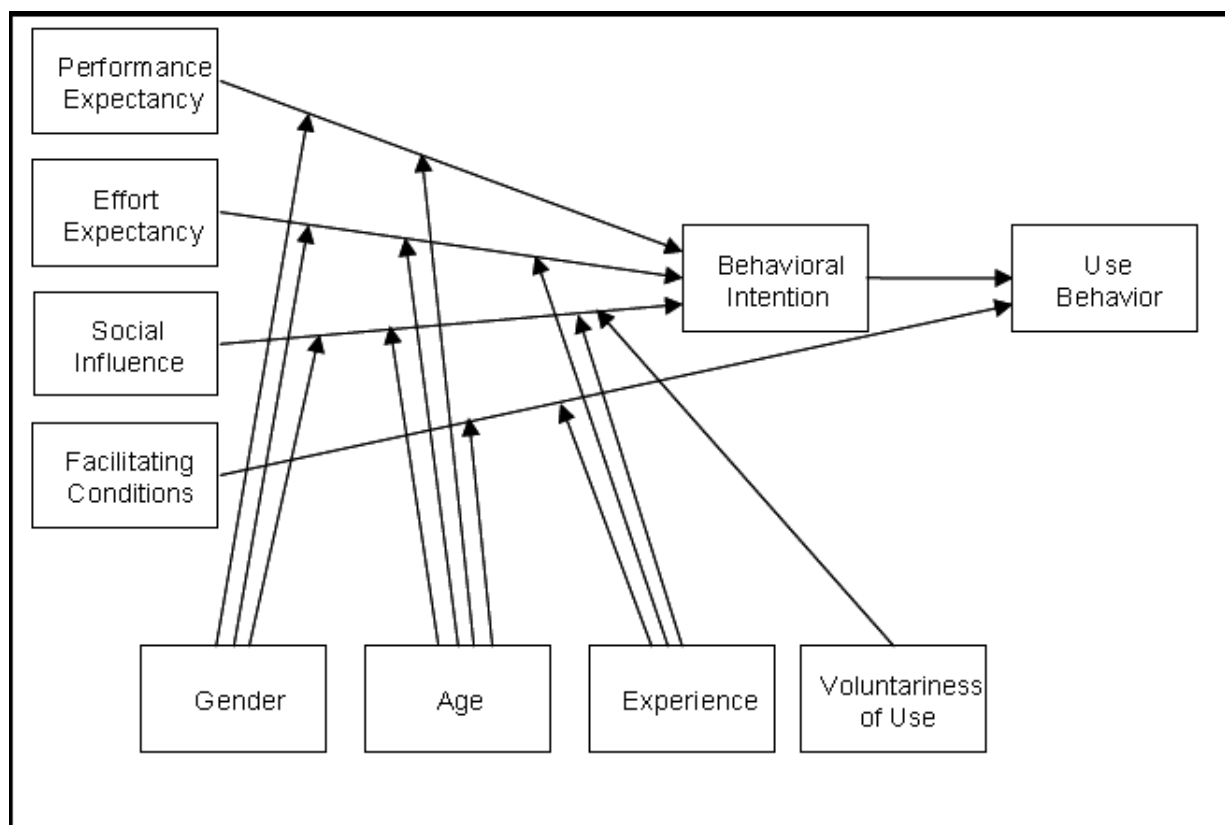 Performance
Expectancy
Effort
Expectancy
Social
Influence
Facilitating
Conditions
Behavioral
Intention
Use
Behavior
Gender
Age
Experience
Voluntariness
of Use